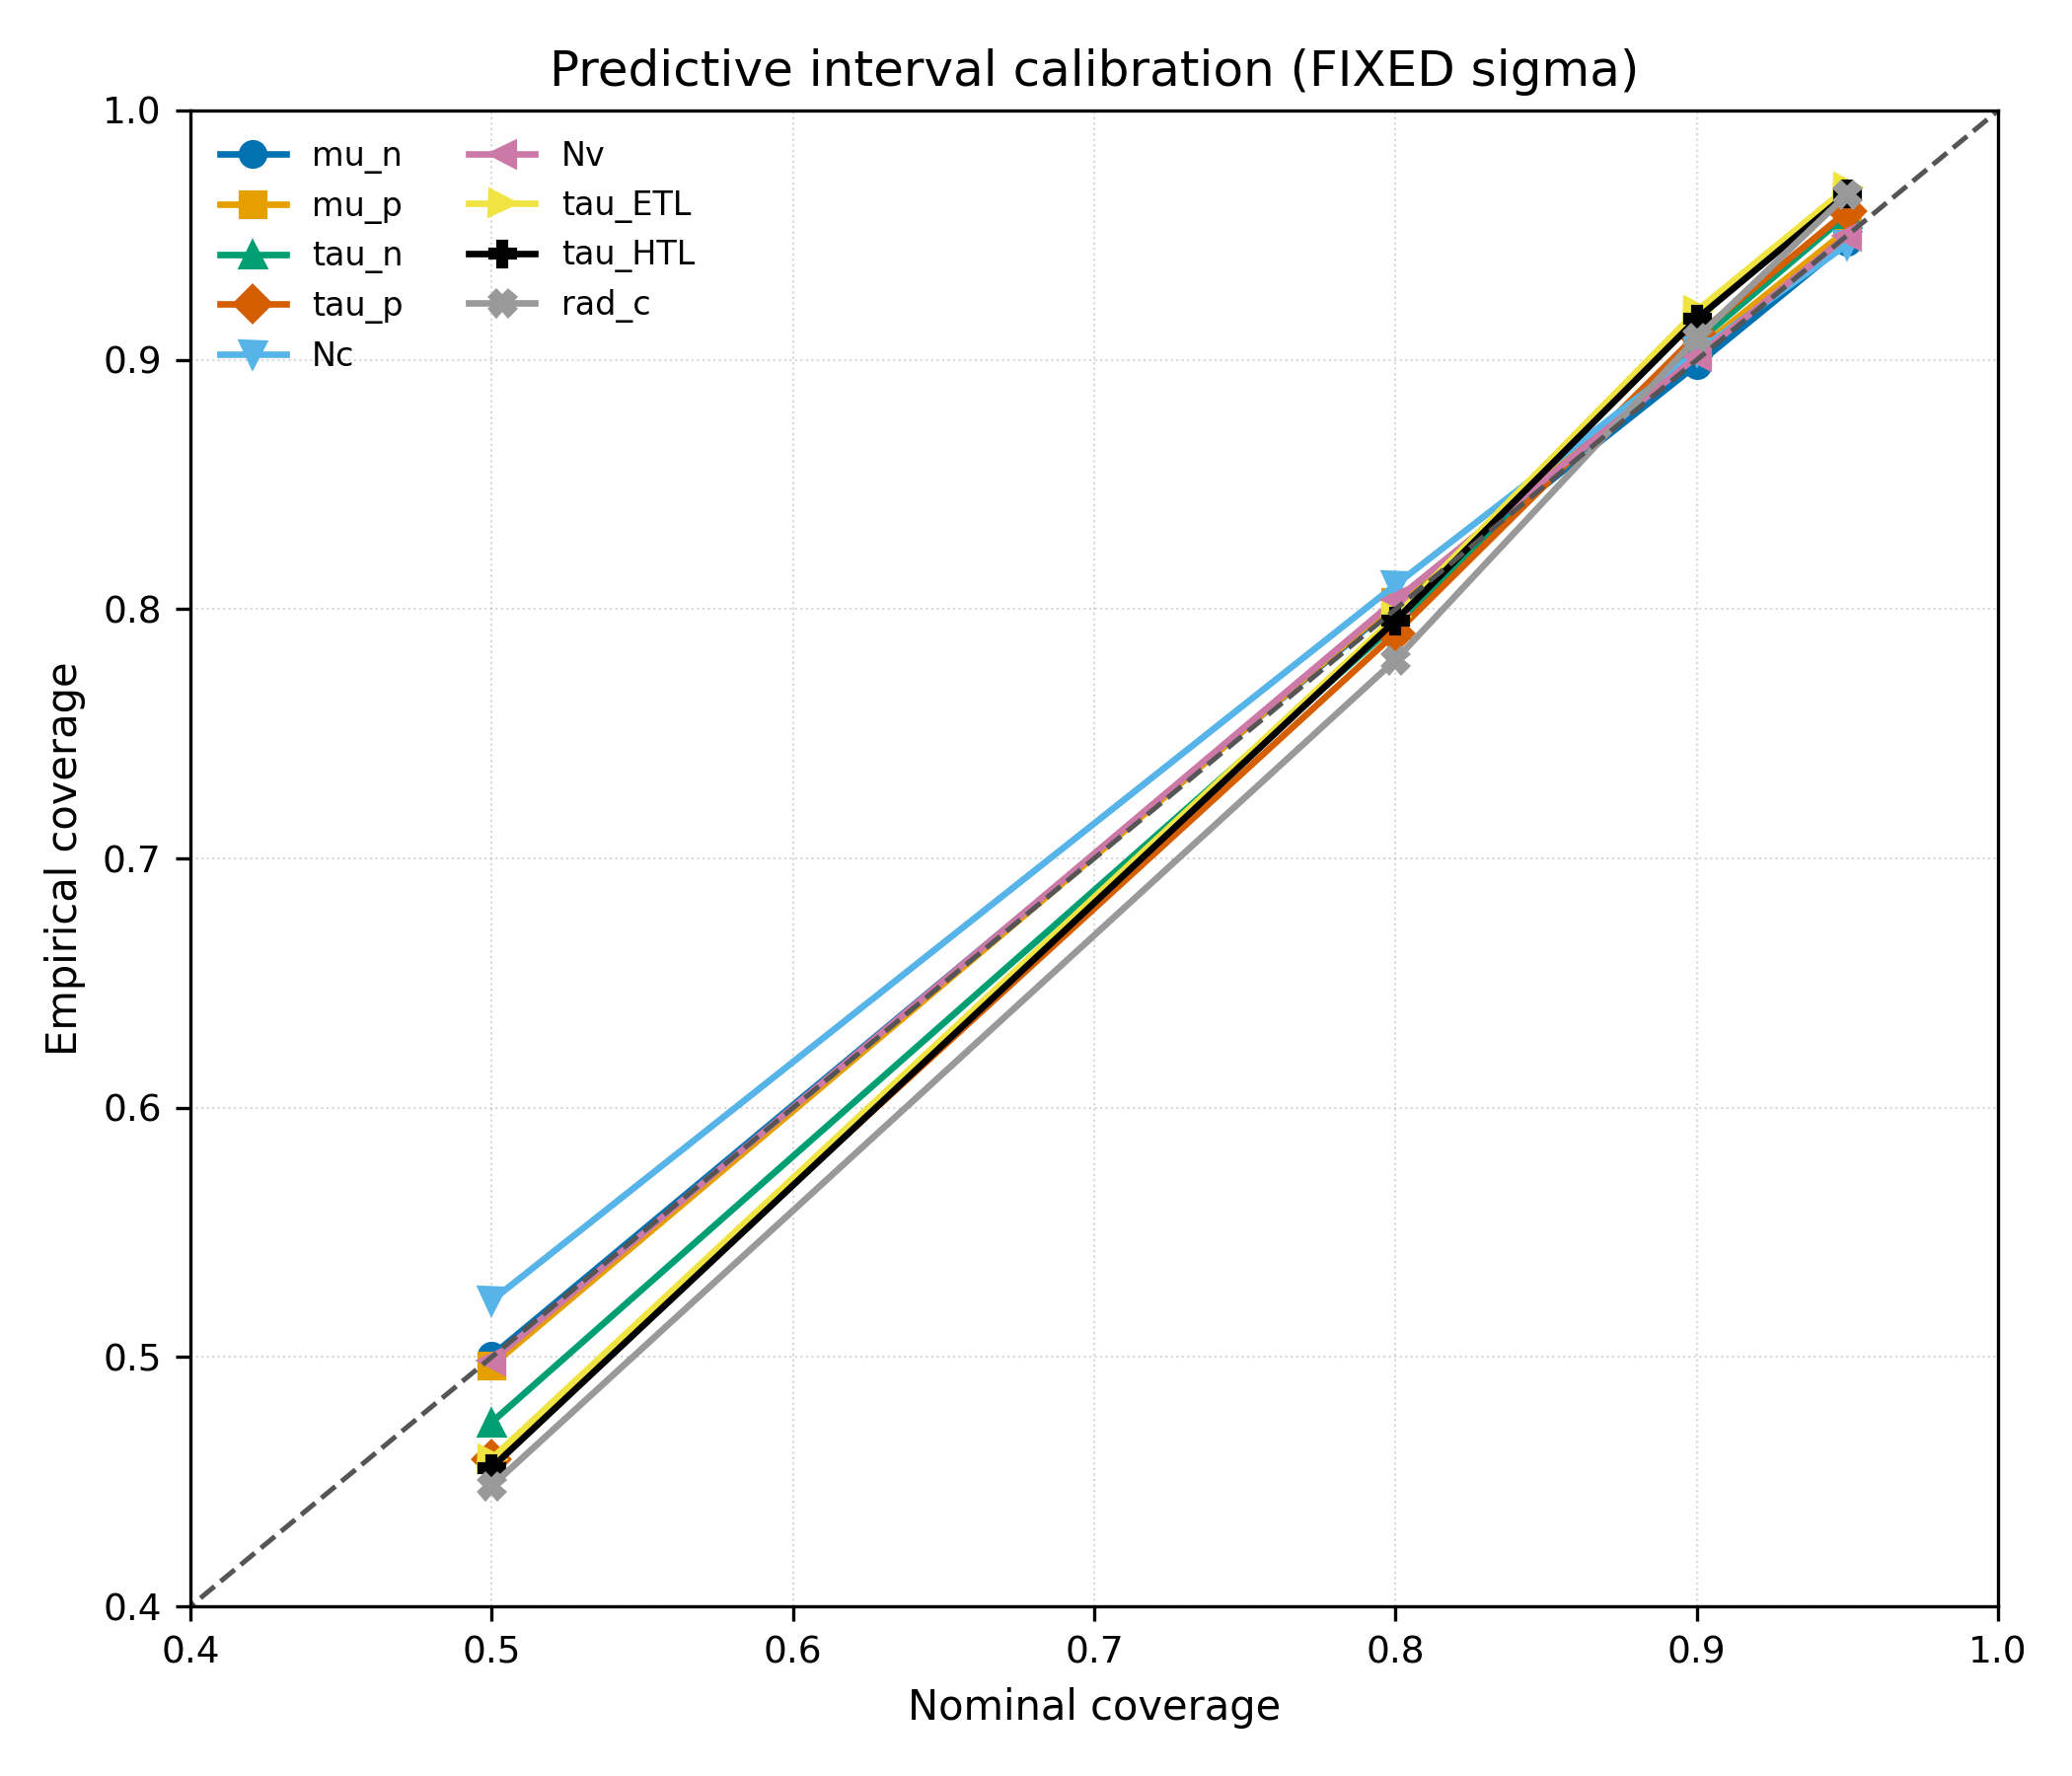 Predictive interval calibration (FIXED sigma)
1.0
0.9
0.8
0.7
0.6
0.5
0.4
Empirical coverage
mu_n
mu_p
tau_n
tau_p
Nc
Nv
tau_ETL
tau_HTL
rad_c
0.4 0.5 0.6 0.7 0.8 0.9 1.0
Nominal coverage